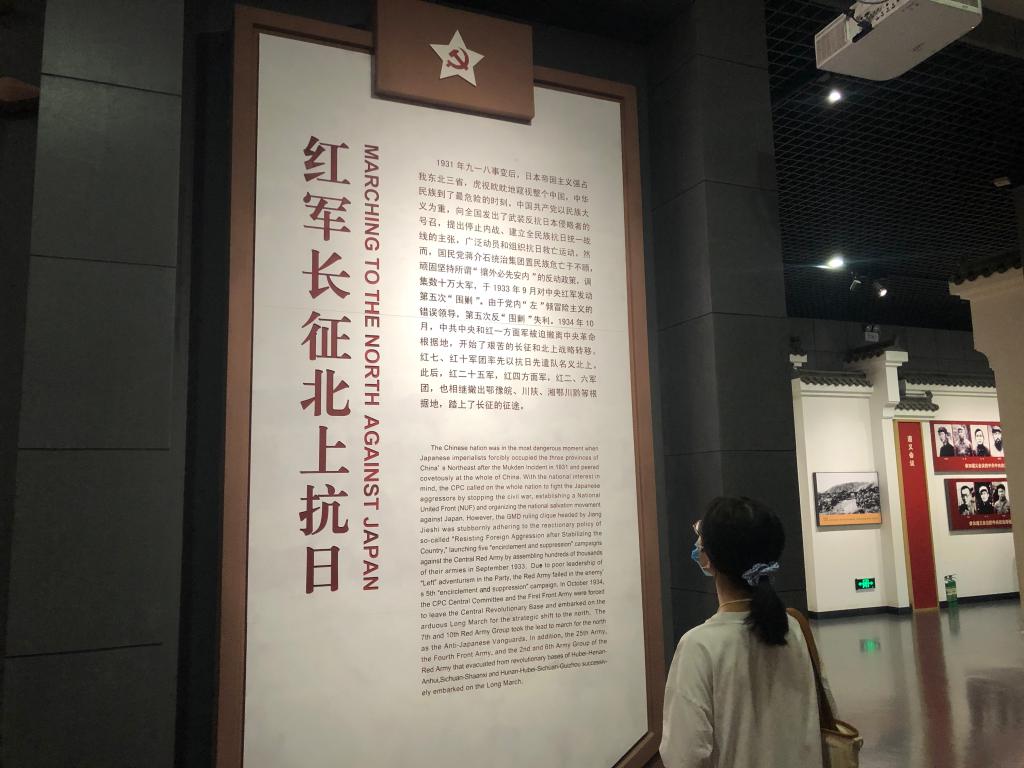 红军长征北上抗日
MARCHING TO THE NORTH AGAINST JAPAN
1931 年九一八事变后，日本帝国主义强占
我东北三省，虎视眈眈地窥视整个中国，中华
民族到了最危险的时刻，中国共产党以民族大
义为重，向全国发出了武装反抗日本侵略者的
号召，提出停止内战、建立全民族抗日统一战
线的主张，广泛动员和组织抗日救亡运动，然
而，国民党蒋介石统治集团置民族危亡于不顾，
顽固坚持所谓“攘外必先安内”的反动政策，调
集数十万大军，于 1933 年 9 月对中央红军发动
第五次“围剿”。由于党内“左”倾冒险主义的
错误领导，第五次反“围剿”失利。1934 年 10
月，中共中央和红一方面军被迫撤离中央革命
根据地，开始了艰苦的长征和北上战略转移。
红七、红十军团率先以抗日先遣队名义北上。
此后，红二十五军，红四方面军，红二、六军
团，也相继撤出鄂豫皖、川陕、湘鄂川黔等根
据地，踏上了长征的征途。
The Chinese nation was in the most dangerous moment when
Japanese imperialists forcibly occupied the three provinces of
China' s Northeast after the Mukden Incident in 1931 and peered
covetously at the whole of China. With the national interest in
mind, the CPC called on the whole nation to fight the Japanese
aggressors by stopping the civil war, establishing a National
United Front (NUF) and organizing the national salvation movement
against Japan. However, the GMD ruling clique headed by Jiang
Jieshi was stubbornly adhering to the reactionary policy of
so-called "Resisting Foreign Aggression after Stabilizing the
Country," launching five "encirclement and suppression" campaigns
against the Central Red Army by assembling hundreds of thousands
of their armies in September 1933. Due to poor leadership of
"Left" adventurism in the Party, the Red Army failed in the enemy'
s 5th "encirclement and suppression" campaign. In October 1934,
the CPC Central Committee and the First Front Army were forced
to leave the Central Revolutionary Base and embarked on the
arduous Long March for the strategic shift to the north. The
7th and 10th Red Army Group took the lead to march for the north
as the Anti-Japanese Vanguards. In addition, the 25th Army,
the Fourth Front Army, and the 2nd and 6th Army Group of the
Red Army that evacuated from revolutionary bases of Hubei-Henan-
Anhui,Sichuan-Shaanxi and Hunan-Hubei-Sichuan-Guizhou successiv-
ely embarked on the Long March.
遵义会议